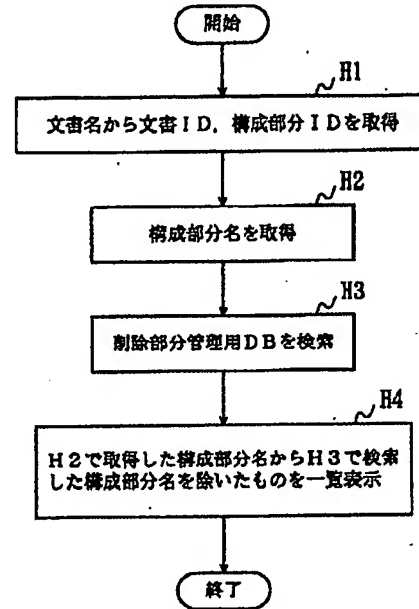 開始
H1
文書名から文書ID,構成部分IDを取得
H2
構成部分名を取得
H3
削除部分管理用DBを検索
H4
H2で取得した構成部分名からH3で検索
した構成部分名を除いたものを一覧表示
終了